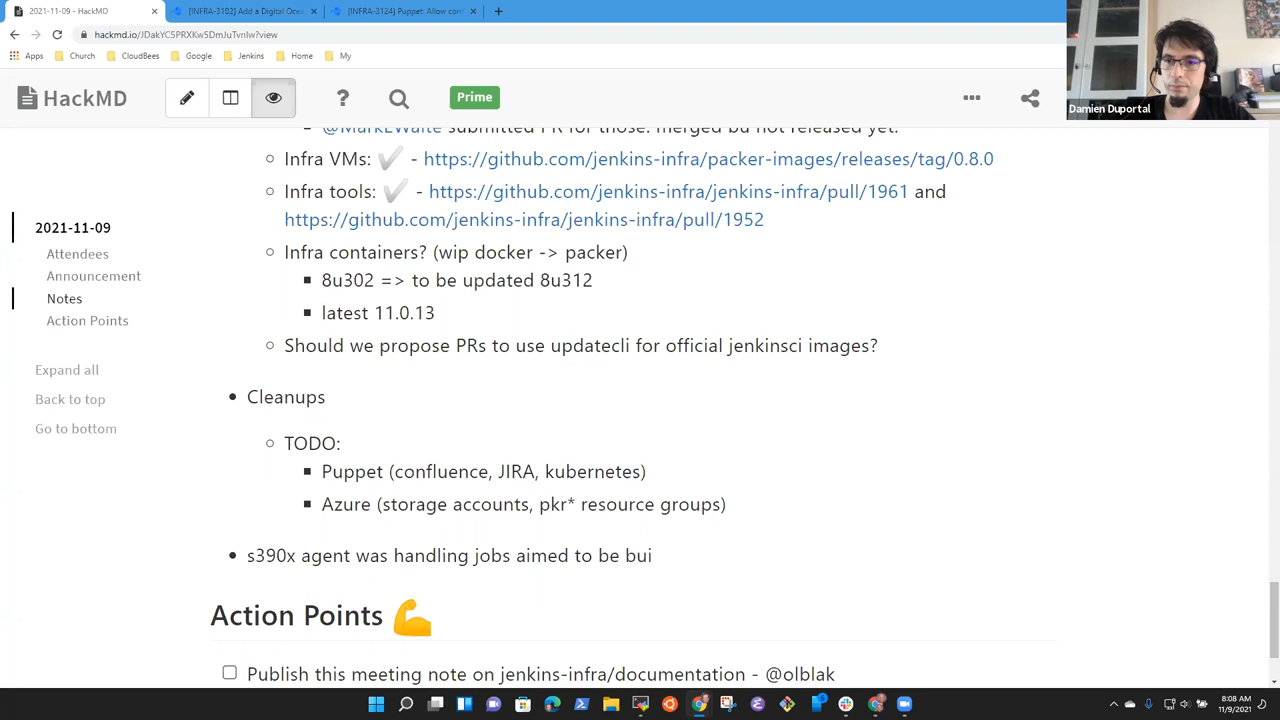 2021-11-09 - HackMD
[INFRA-3102] Add a Digital Ocea
[INFRA-3124] Puppet: Allow con
hackmd.io/JDakYC5PRXKw5DmJuTvnIw?view
Apps Church CloudBees Google Jenkins Home My
HackMD
Prime
Damien Duportal
@MarkEWaite submitted PR for those: merged bu not released yet.
Infra VMs: ✔ - https://github.com/jenkins-infra/packer-images/releases/tag/0.8.0
Infra tools: ✔ - https://github.com/jenkins-infra/jenkins-infra/pull/1961 and
https://github.com/jenkins-infra/jenkins-infra/pull/1952
Infra containers? (wip docker -> packer)
8u302 => to be updated 8u312
latest 11.0.13
Should we propose PRs to use updatecli for official jenkinsci images?
Cleanups
TODO:
Puppet (confluence, JIRA, kubernetes)
Azure (storage accounts, pkr* resource groups)
s390x agent was handling jobs aimed to be bui
Action Points 💪
Publish this meeting note on jenkins-infra/documentation - @olblak
2021-11-09
Attendees
Announcement
Notes
Action Points
Expand all
Back to top
Go to bottom
8:08 AM
11/9/2021